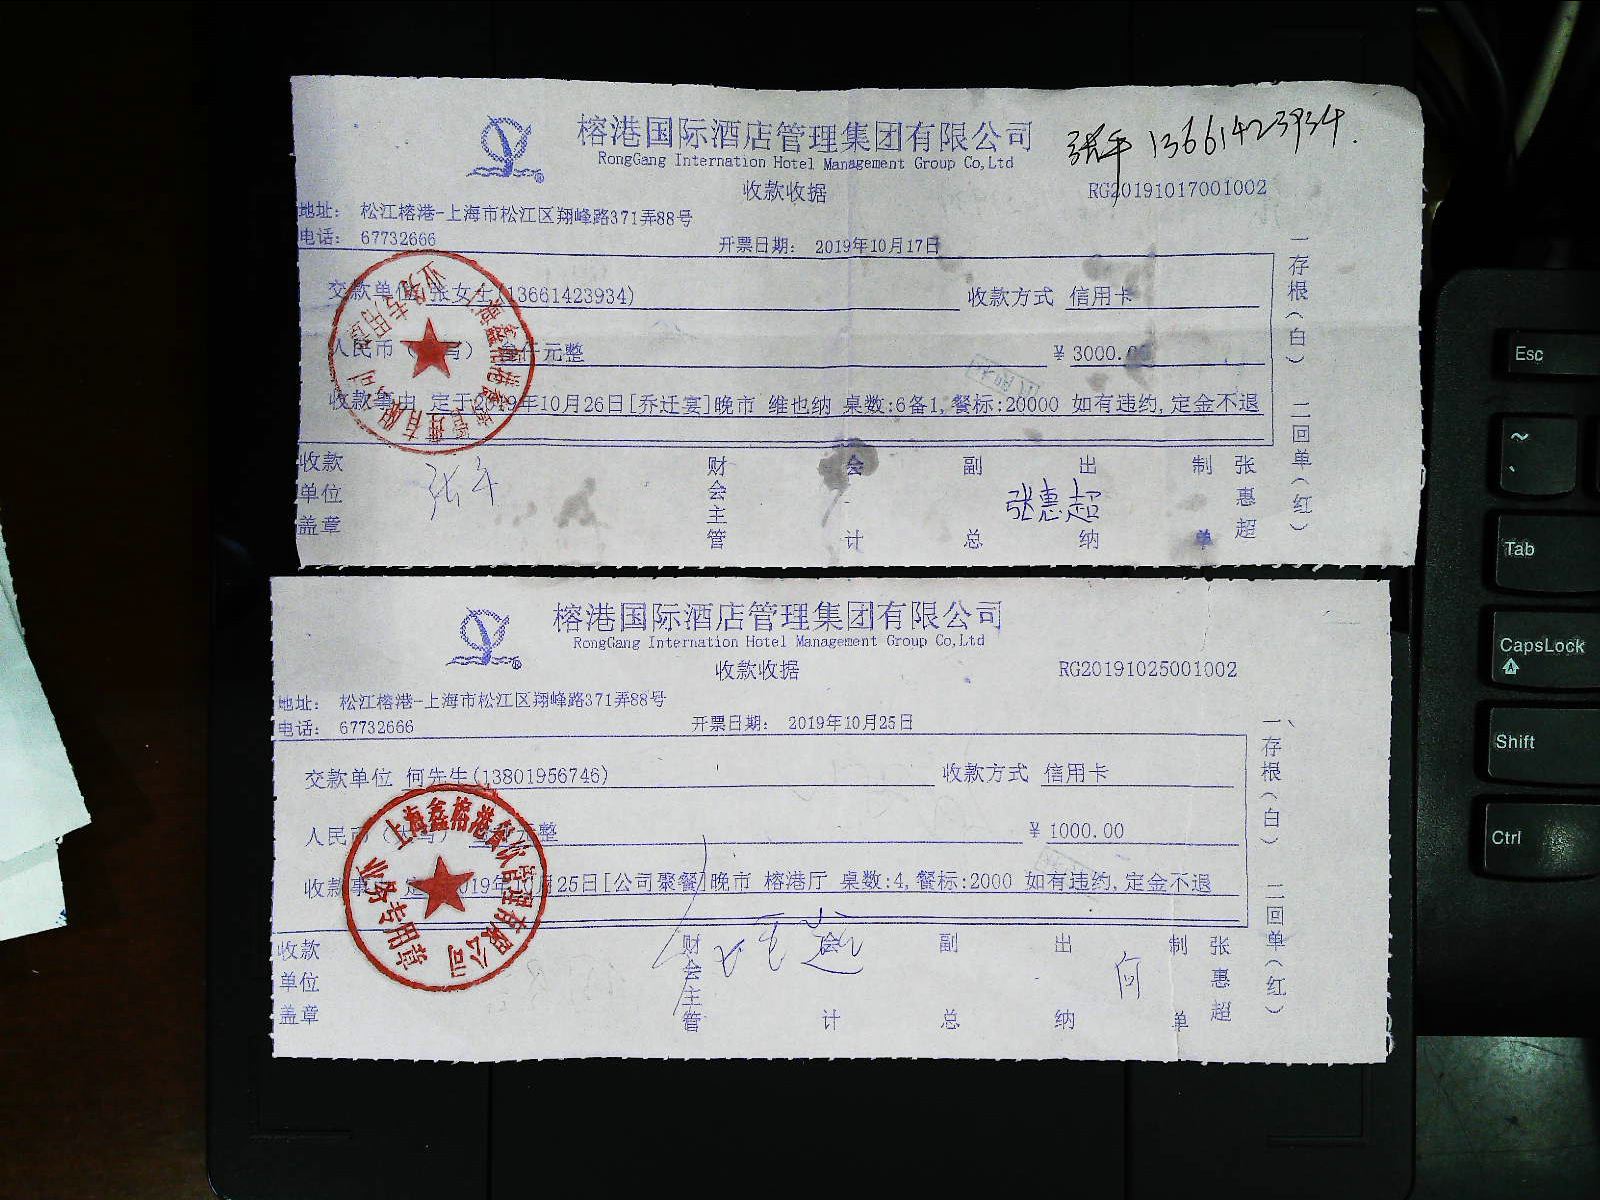 榕港国际酒店管理集团有限公司
张平 13661423934.
RongGang Internation Hotel Management Group Co,Ltd
收款收据
RG20191017001002
地址： 松江榕港-上海市松江区翔峰路371弄88号
电话： 67732666
开票日期： 2019年10月17日
交款单位 张女士(13661423934)
收款方式 信用卡
人民币（ 写） 叁仟元整
¥ 3000.00
收款事由 定于2019年10月26日[乔迁宴]晚市 维也纳 桌数:6备1,餐标:20000 如有违约,定金不退
收款单位盖章
财会主管
会计
副总
出纳
张惠超
制单
张惠超
一存根（白） 二回单（红）
业务专用章
榕港国际酒店管理集团有限公司
RongGang Internation Hotel Management Group Co,Ltd
收款收据
RG20191025001002
地址： 松江榕港-上海市松江区翔峰路371弄88号
电话： 67732666
开票日期： 2019年10月25日
交款单位 何先生(13801956746)
收款方式 信用卡
人民币（大写） 元整
¥ 1000.00
收款事 定 2019年10月25日[公司聚餐]晚市 榕港厅 桌数:4,餐标:2000 如有违约,定金不退
收款单位盖章
财会主管
会计
副总
出纳
何
制单
张惠超
一、存根（白） 二回单（红）
上海鑫榕港餐饮管理有限公司
业务专用章
Esc
~
`
Tab
CapsLock
Shift
Ctrl